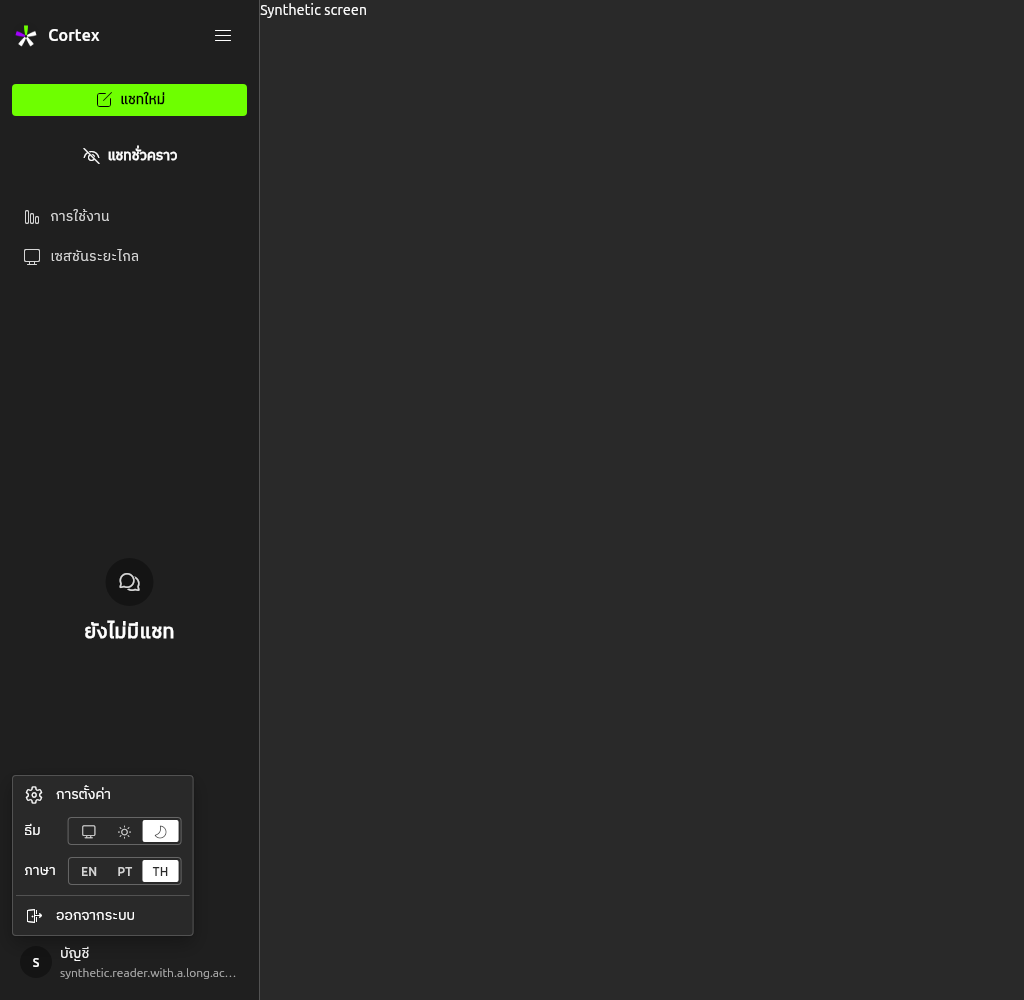 Cortex
Synthetic screen
แชทใหม่
แชทชั่วคราว
การใช้งาน
เซสชันระยะไกล
ยังไม่มีแชท
การตั้งค่า
ธีม
ภาษา EN PT TH
ออกจากระบบ
S
บัญชี
synthetic.reader.with.a.long.ac...